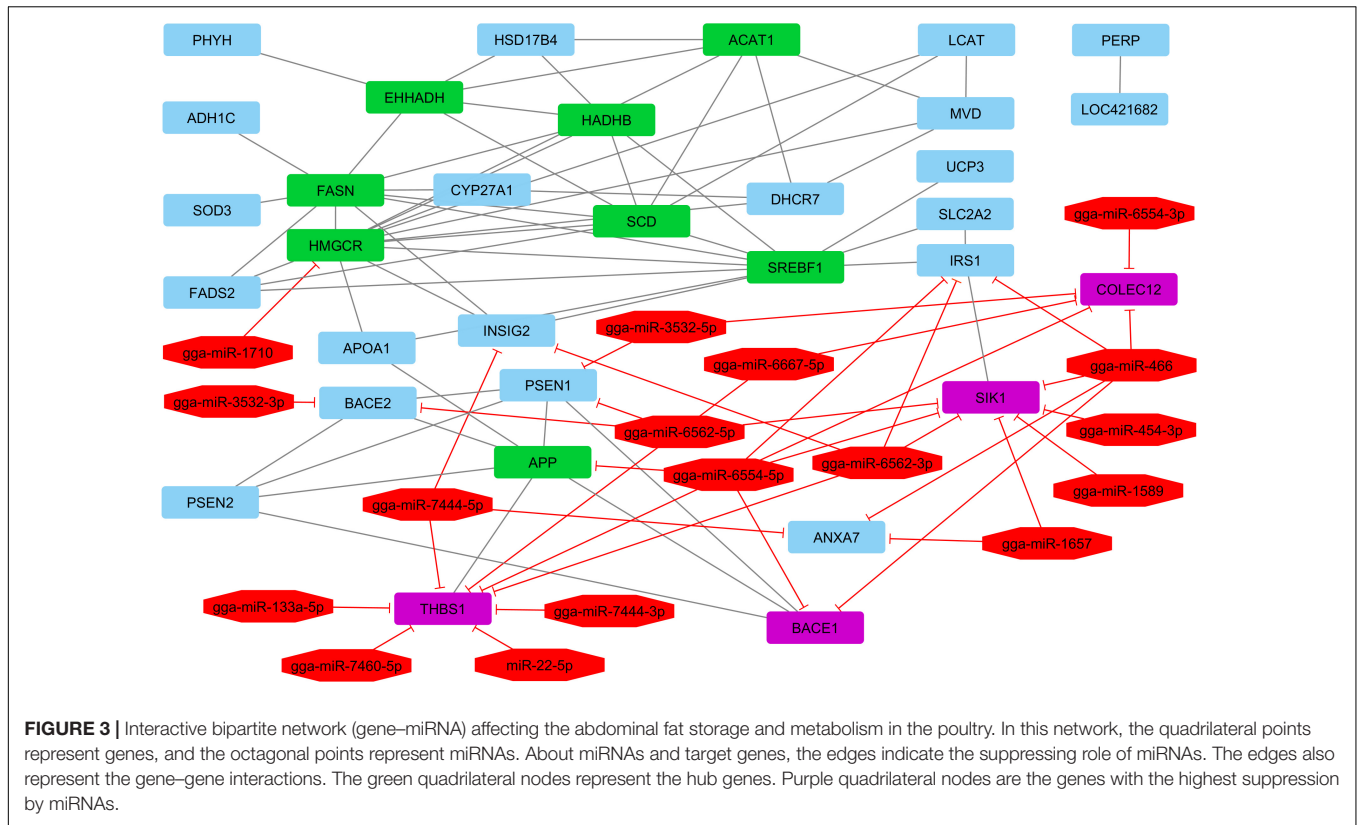 PHYH
HSD17B4
ACAT1
LCAT
PERP
EHHADH
ADH1C
HADHB
MVD
LOC421682
UCP3
FASN
CYP27A1
DHCR7
SOD3
SCD
SLC2A2
gga-miR-6554-3p
HMGCR
IRS1
SREBF1
COLEC12
FADS2
gga-miR-3532-5p
INSIG2
gga-miR-1710
APOA1
gga-miR-6667-5p
gga-miR-466
PSEN1
SIK1
gga-miR-3532-3p
BACE2
gga-miR-6562-5p
gga-miR-454-3p
APP
gga-miR-6554-5p
gga-miR-6562-3p
gga-miR-1589
PSEN2
gga-miR-7444-5p
ANXA7
gga-miR-1657
gga-miR-133a-5p
THBS1
gga-miR-7444-3p
BACE1
gga-miR-7460-5p
miR-22-5p
FIGURE 3 | Interactive bipartite network (gene–miRNA) affecting the abdominal fat storage and metabolism in the poultry. In this network, the quadrilateral points
represent genes, and the octagonal points represent miRNAs. About miRNAs and target genes, the edges indicate the suppressing role of miRNAs. The edges also
represent the gene–gene interactions. The green quadrilateral nodes represent the hub genes. Purple quadrilateral nodes are the genes with the highest suppression
by miRNAs.